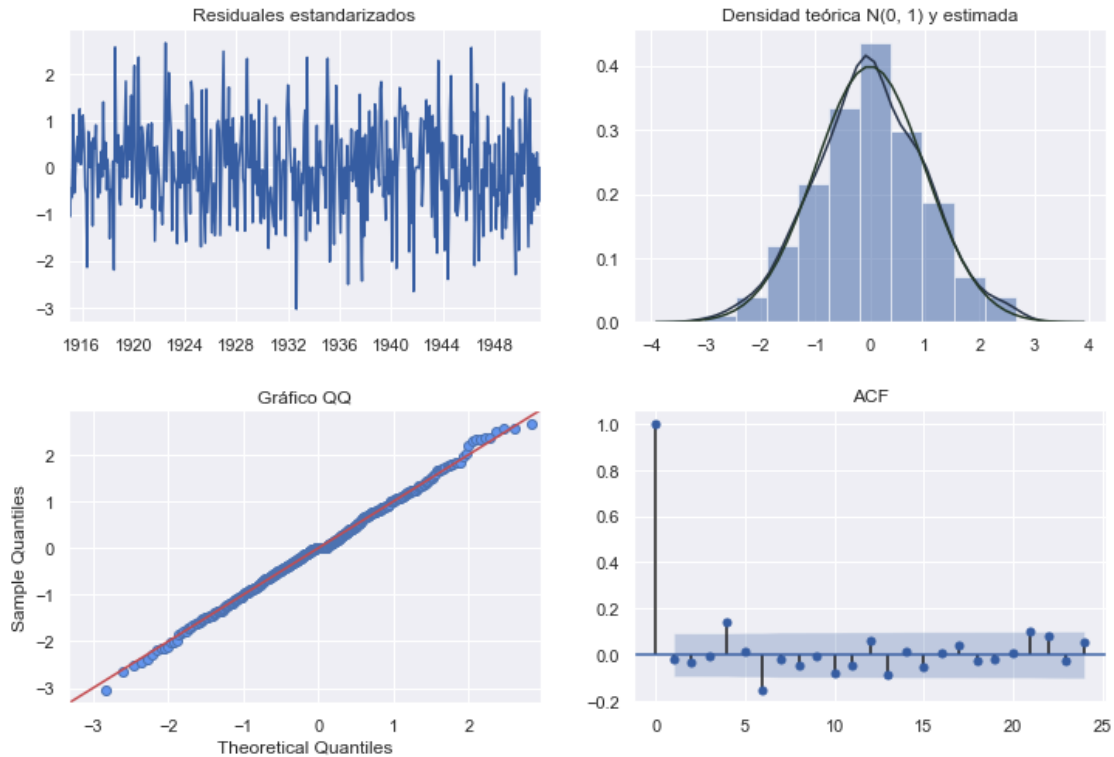 Residuales estandarizados
2
1
0
−1
−2
−3
1916 1920 1924 1928 1932 1936 1940 1944 1948
Densidad teórica N(0, 1) y estimada
0.4
0.3
0.2
0.1
0.0
−4 −3 −2 −1 0 1 2 3 4
Gráfico QQ
Sample Quantiles
2
1
0
−1
−2
−3
−3 −2 −1 0 1 2
Theoretical Quantiles
ACF
1.0
0.8
0.6
0.4
0.2
0.0
−0.2
0 5 10 15 20 25